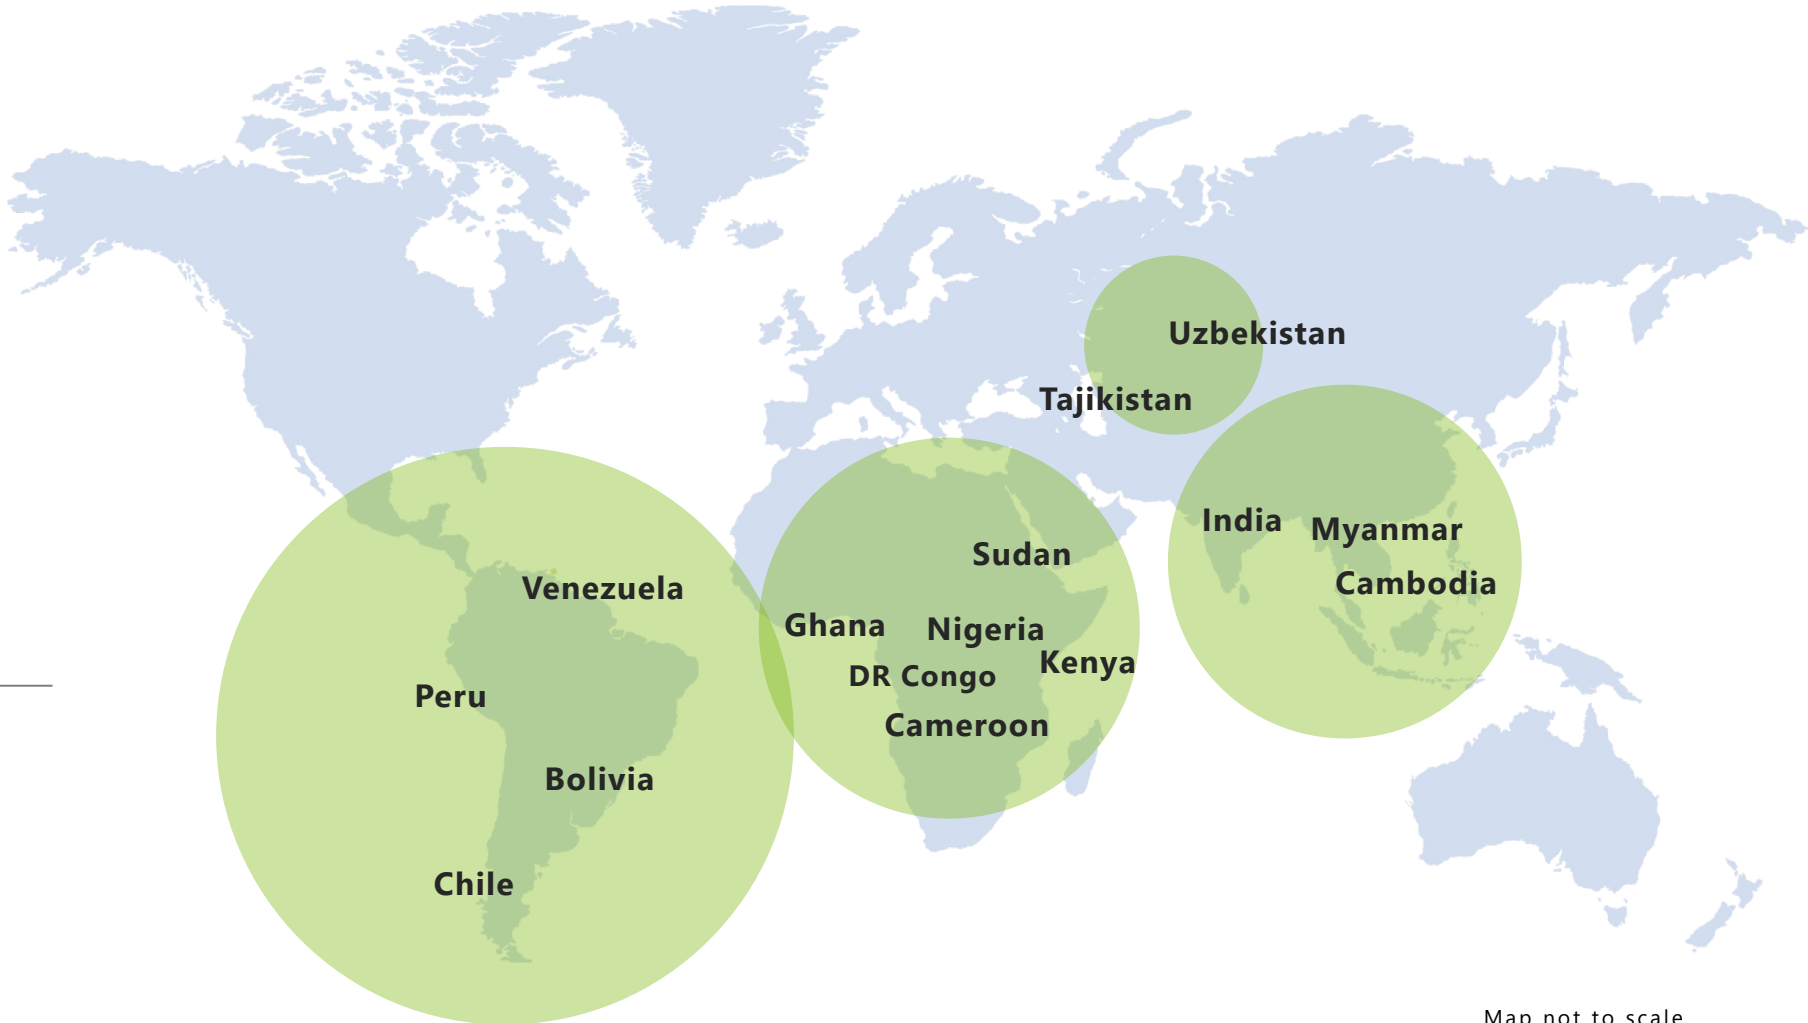 Uzbekistan
Tajikistan
India
Myanmar
Sudan
Cambodia
Venezuela
Ghana
Nigeria
Kenya
DR Congo
Peru
Cameroon
Bolivia
Chile
Map not to scale